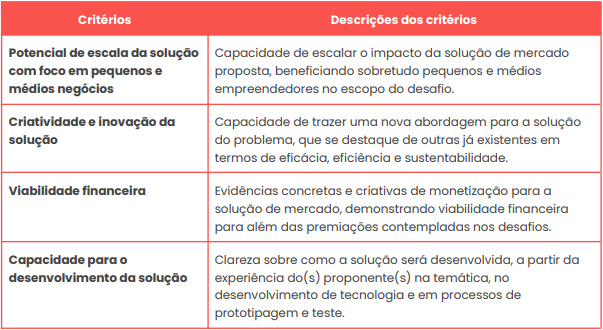 Critérios
Descrições dos critérios
Potencial de escala da solução
com foco em pequenos e
médios negócios
Capacidade de escalar o impacto da solução de mercado
proposta, beneficiando sobretudo pequenos e médios
empreendedores no escopo do desafio.
Criatividade e inovação da
solução
Capacidade de trazer uma nova abordagem para a solução
do problema, que se destaque de outras já existentes em
termos de eficácia, eficiência e sustentabilidade.
Viabilidade financeira
Evidências concretas e criativas de monetização para a
solução de mercado, demonstrando viabilidade financeira
para além das premiações contempladas nos desafios.
Capacidade para o
desenvolvimento da solução
Clareza sobre como a solução será desenvolvida, a partir da
experiência do(s) proponente(s) na temática, no
desenvolvimento de tecnologia e em processos de
prototipagem e teste.